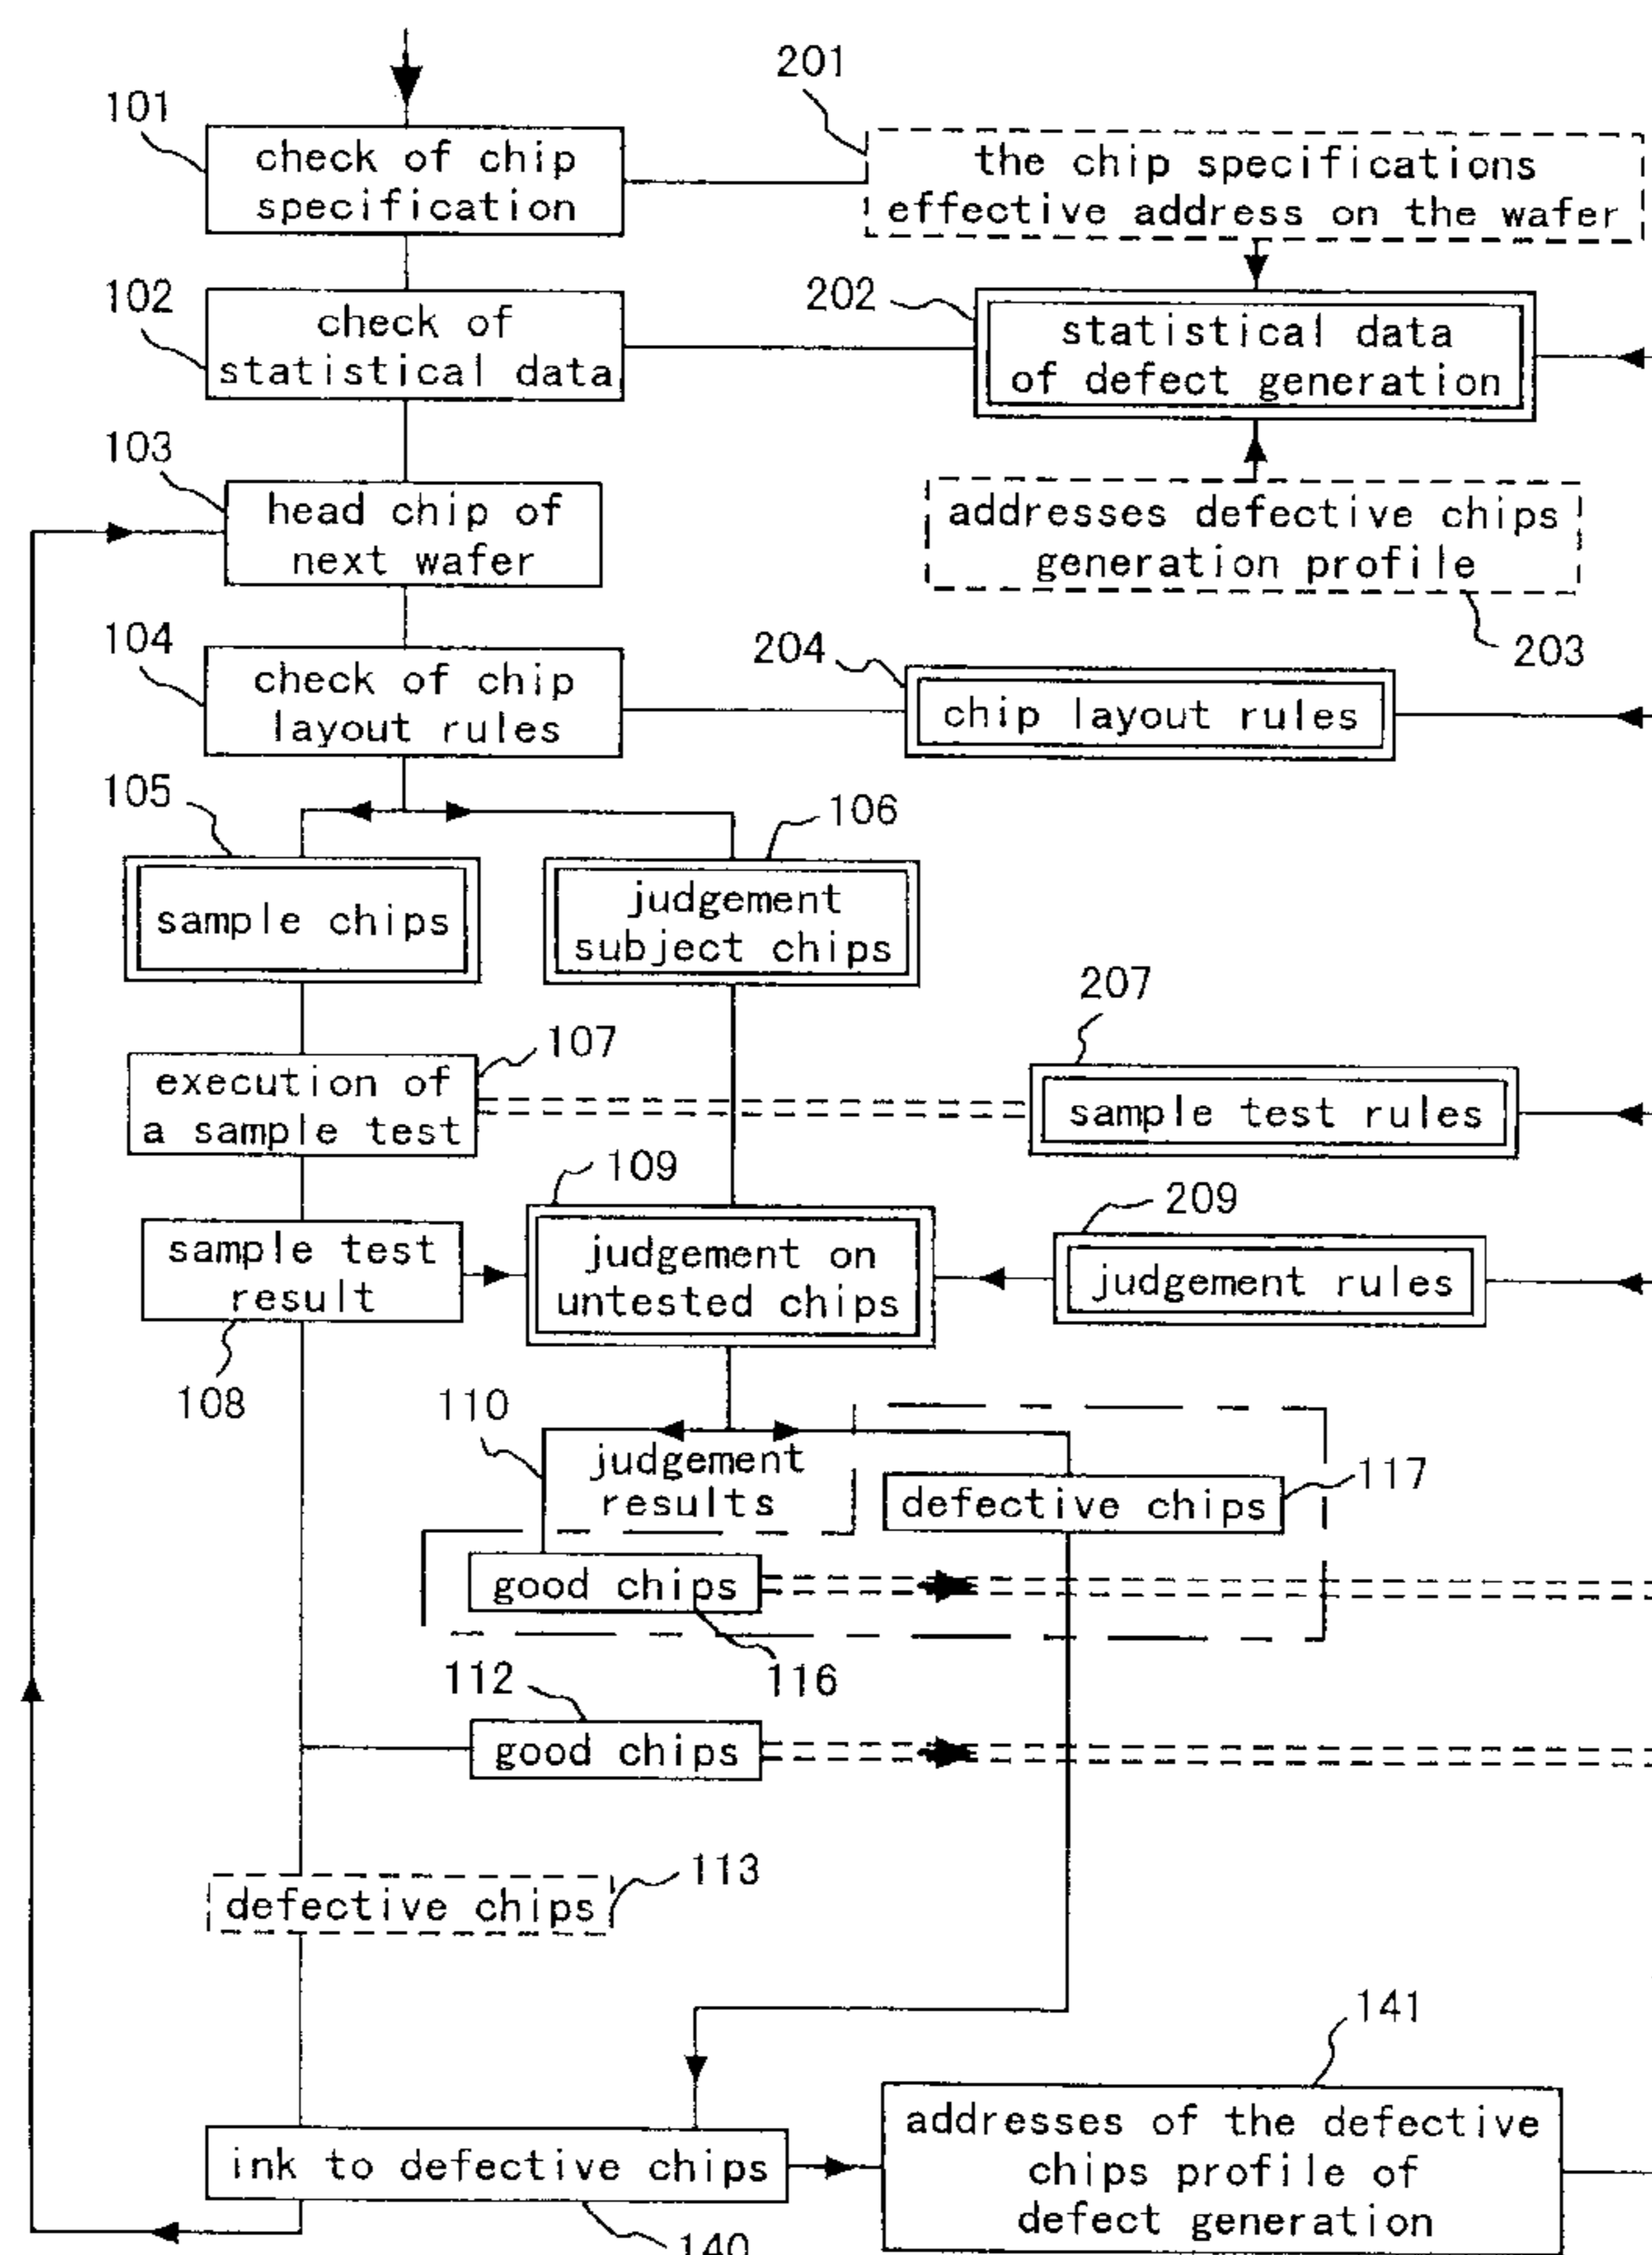 201
101
check of chip
specification
the chip specifications
effective address on the wafer
102
check of
statistical data
202
statistical data
of defect generation
103
head chip of
next wafer
addresses defective chips
generation profile
203
104
check of chip
layout rules
204
chip layout rules
105
106
sample chips
judgement
subject chips
107
execution of
a sample test
207
sample test rules
109
209
sample test
result
108
judgement on
untested chips
judgement rules
110
judgement
results
117
defective chips
good chips
116
112
good chips
113
defective chips
141
ink to defective chips
140
addresses of the defective
chips profile of
defect generation